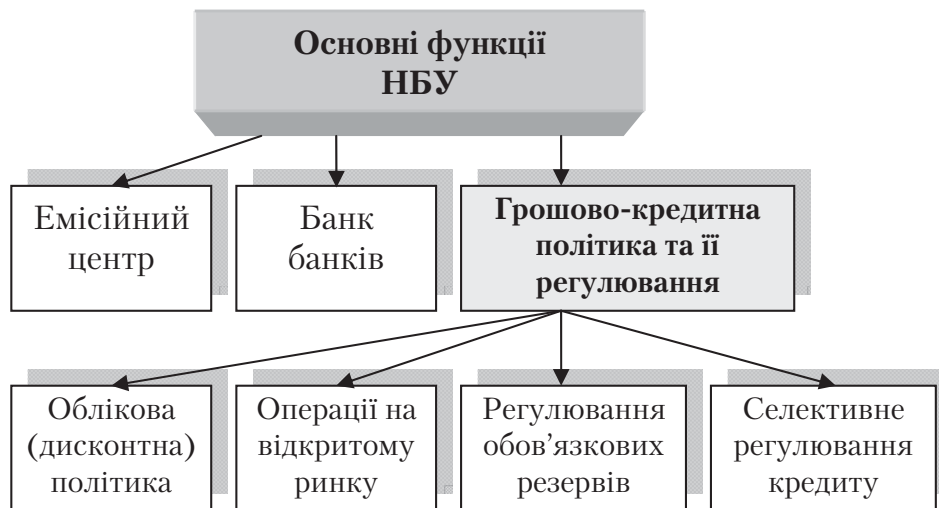 Основні функції
НБУ
Емісійний
центр
Банк
банків
Грошово-кредитна
політика та її
регулювання
Облікова
(дисконтна)
політика
Операції на
відкритому
ринку
Регулювання
обов'язкових
резервів
Селективне
регулювання
кредиту